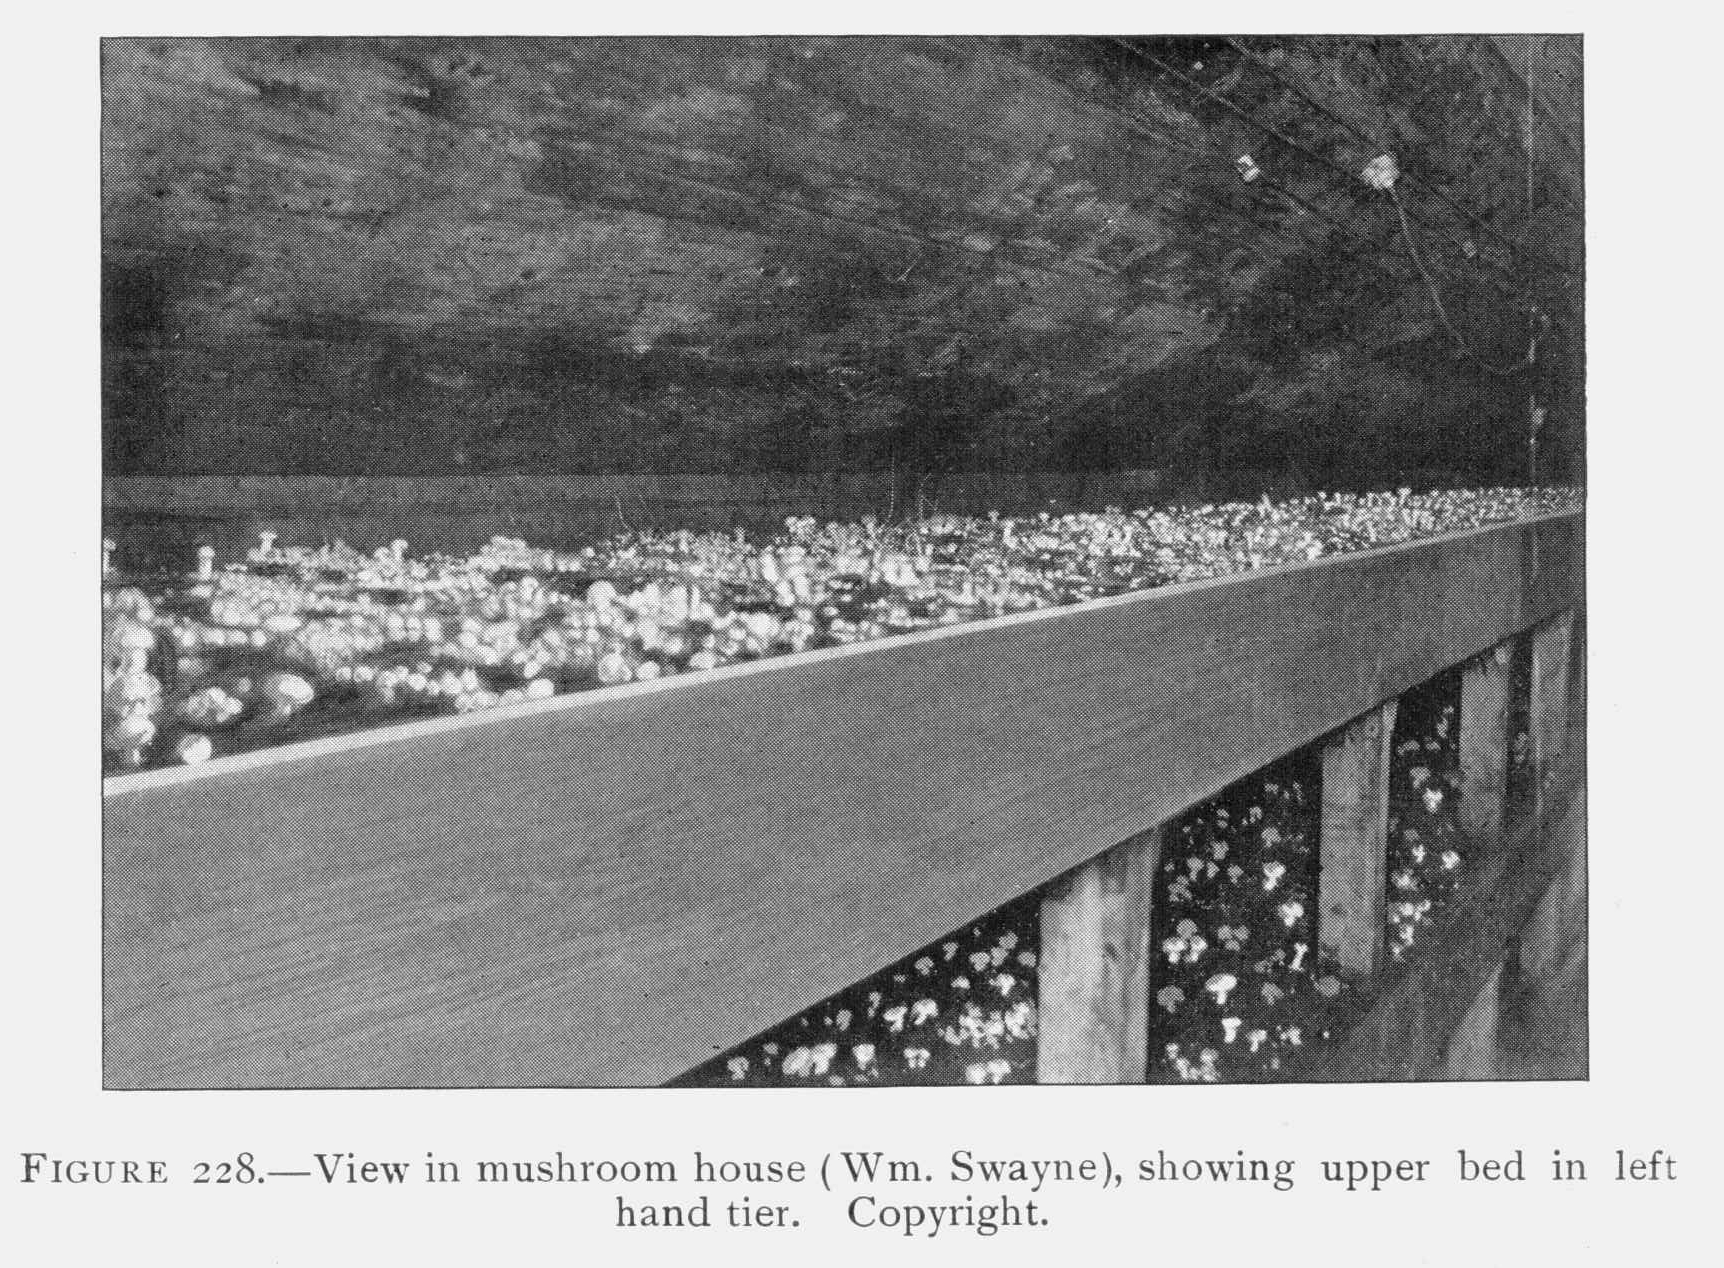 FIGURE 228.—View in mushroom house (Wm. Swayne), showing upper bed in left
hand tier. Copyright.